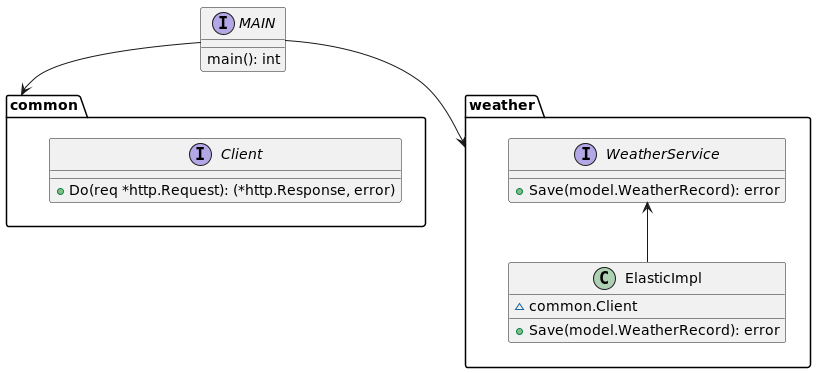 I MAIN
main(): int
common
I Client
Do(req *http.Request): (*http.Response, error)
weather
I WeatherService
Save(model.WeatherRecord): error
C ElasticImpl
common.Client
Save(model.WeatherRecord): error